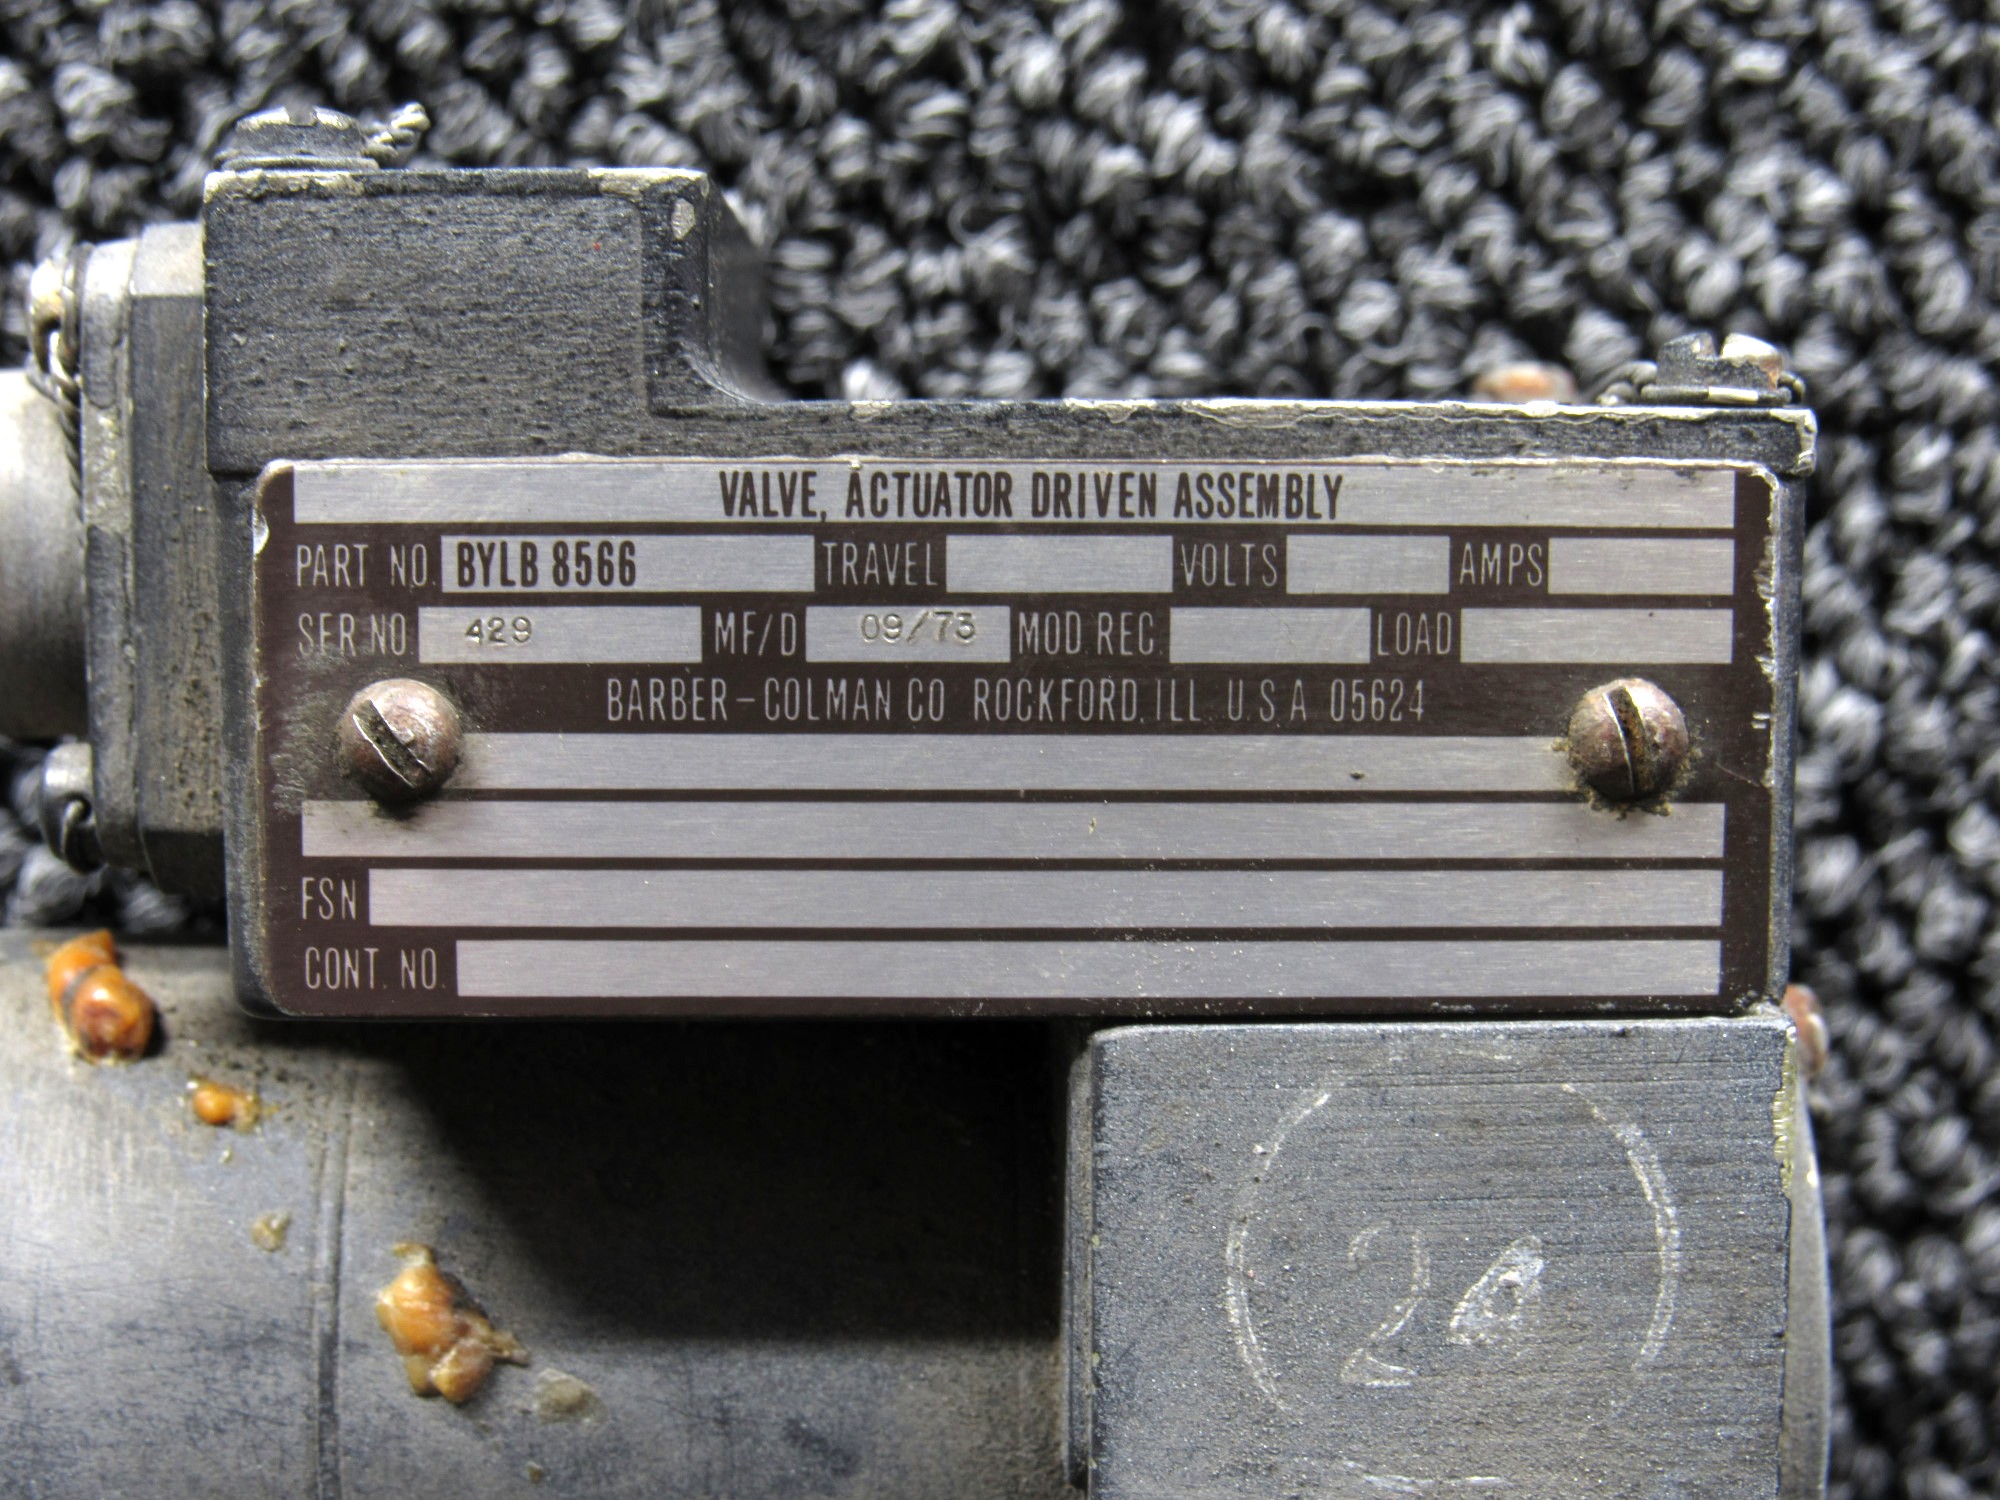 VALVE, ACTUATOR DRIVEN ASSEMBLY
PART NO. BYLB 8566 TRAVEL VOLTS AMPS
SER NO. 429 MF/D 09/73 MOD. REC. LOAD
BARBER-COLMAN CO ROCKFORD, ILL. U.S.A 05624
FSN
CONT. NO.